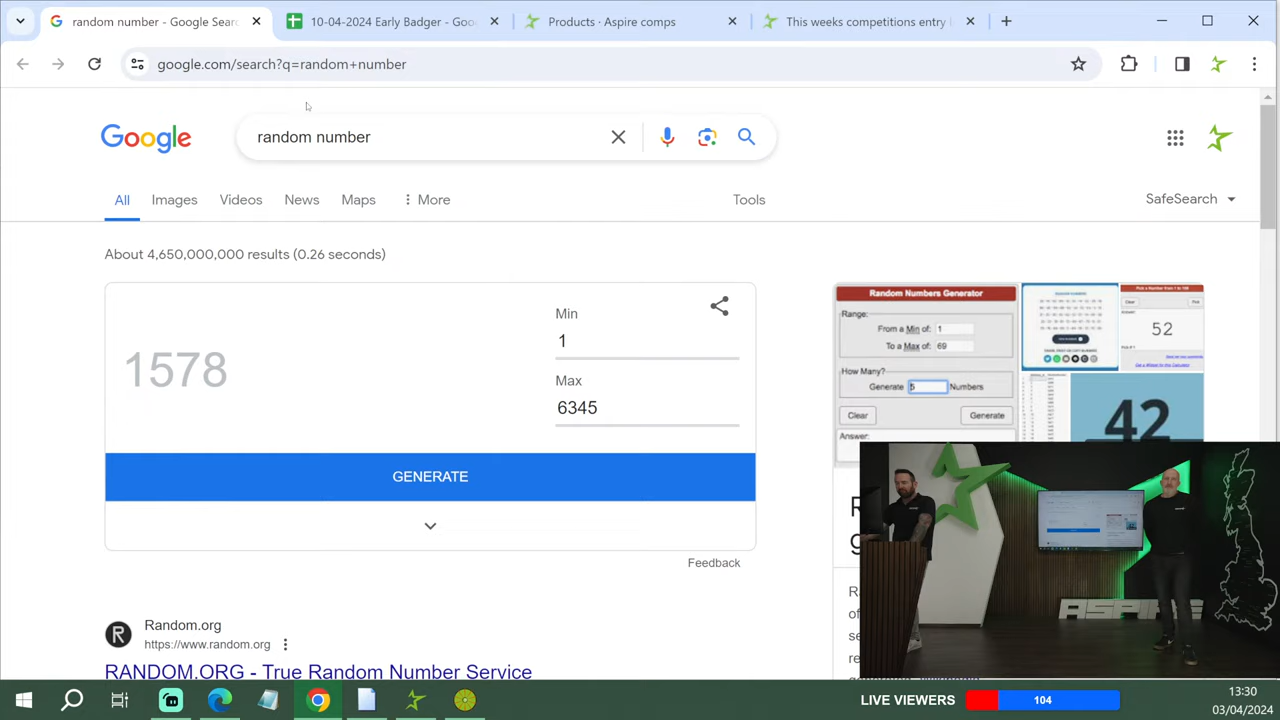 random number - Google Searc
10-04-2024 Early Badger - Goo
Products · Aspire comps
This weeks competitions entry l
google.com/search?q=random+number
Google
random number
All
Images
Videos
News
Maps
More
Tools
SafeSearch
About 4,650,000,000 results (0.26 seconds)
1578
Min
1
Max
6345
GENERATE
Feedback
Random Numbers Generator
Range:
From a Min of: 1
To a Max of: 69
How Many?
Generate 5 Numbers
Clear
Generate
Answer:
52
42
Random.org
https://www.random.org
RANDOM.ORG - True Random Number Service
ASPIRE
LIVE VIEWERS
104
13:30
03/04/2024